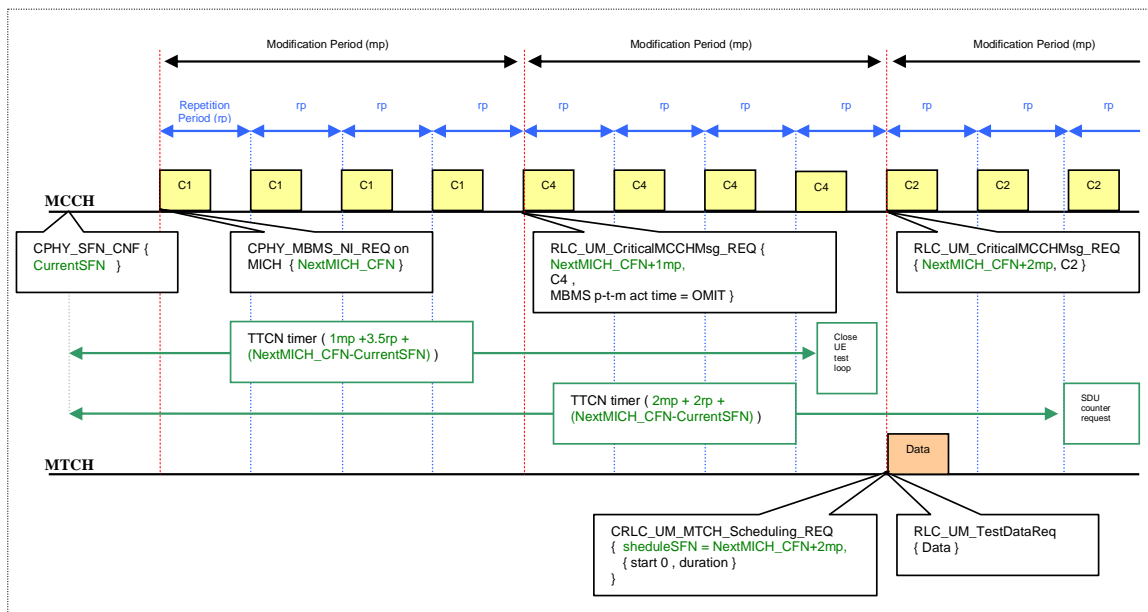 Modification Period (mp) Modification Period (mp) Modification Period (mp)
Repetition
Period (rp) rp rp rp rp rp rp rp rp rp rp
C1 C1 C1 C1 C4 C4 C4 C4 C2 C2 C2
MCCH
CPHY_SFN_CNF {
CurrentSFN }
CPHY_MBMS_NI_REQ on
MICH { NextMICH_CFN }
RLC_UM_CriticalMCCHMsg_REQ {
NextMICH_CFN+1mp,
C4 ,
MBMS p-t-m act time = OMIT }
RLC_UM_CriticalMCCHMsg_REQ
{ NextMICH_CFN+2mp, C2 }
TTCN timer ( 1mp +3.5rp +
(NextMICH_CFN-CurrentSFN) )
Close
UE
test
loop
TTCN timer ( 2mp + 2rp +
(NextMICH_CFN-CurrentSFN) )
SDU
counter
request
Data
MTCH
CRLC_UM_MTCH_Scheduling_REQ
{ sheduleSFN = NextMICH_CFN+2mp,
{ start 0 , duration }
}
RLC_UM_TestDataReq
{ Data }